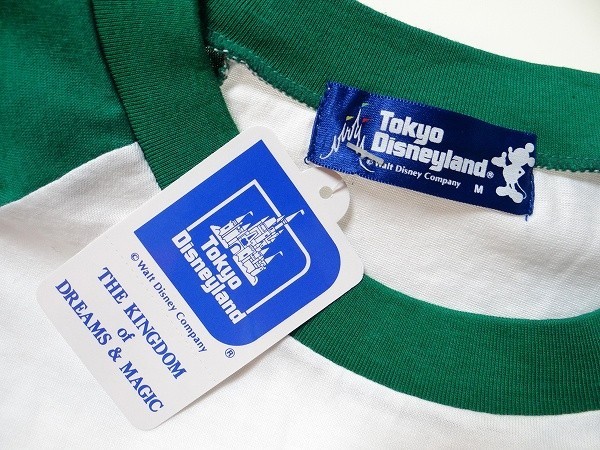 Tokyo
Disneyland®
© Walt Disney Company
M
Tokyo
Disneyland
®
© Walt Disney Company
THE KINGDOM
of
DREAMS & MAGIC